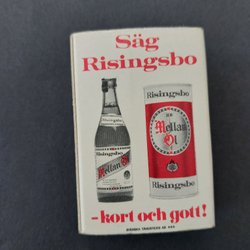 Säg
Risingsbo
Risingsbo
Mellan Öl
Risingsbo
Mellan
Öl
Risingsbo
– kort och gott!